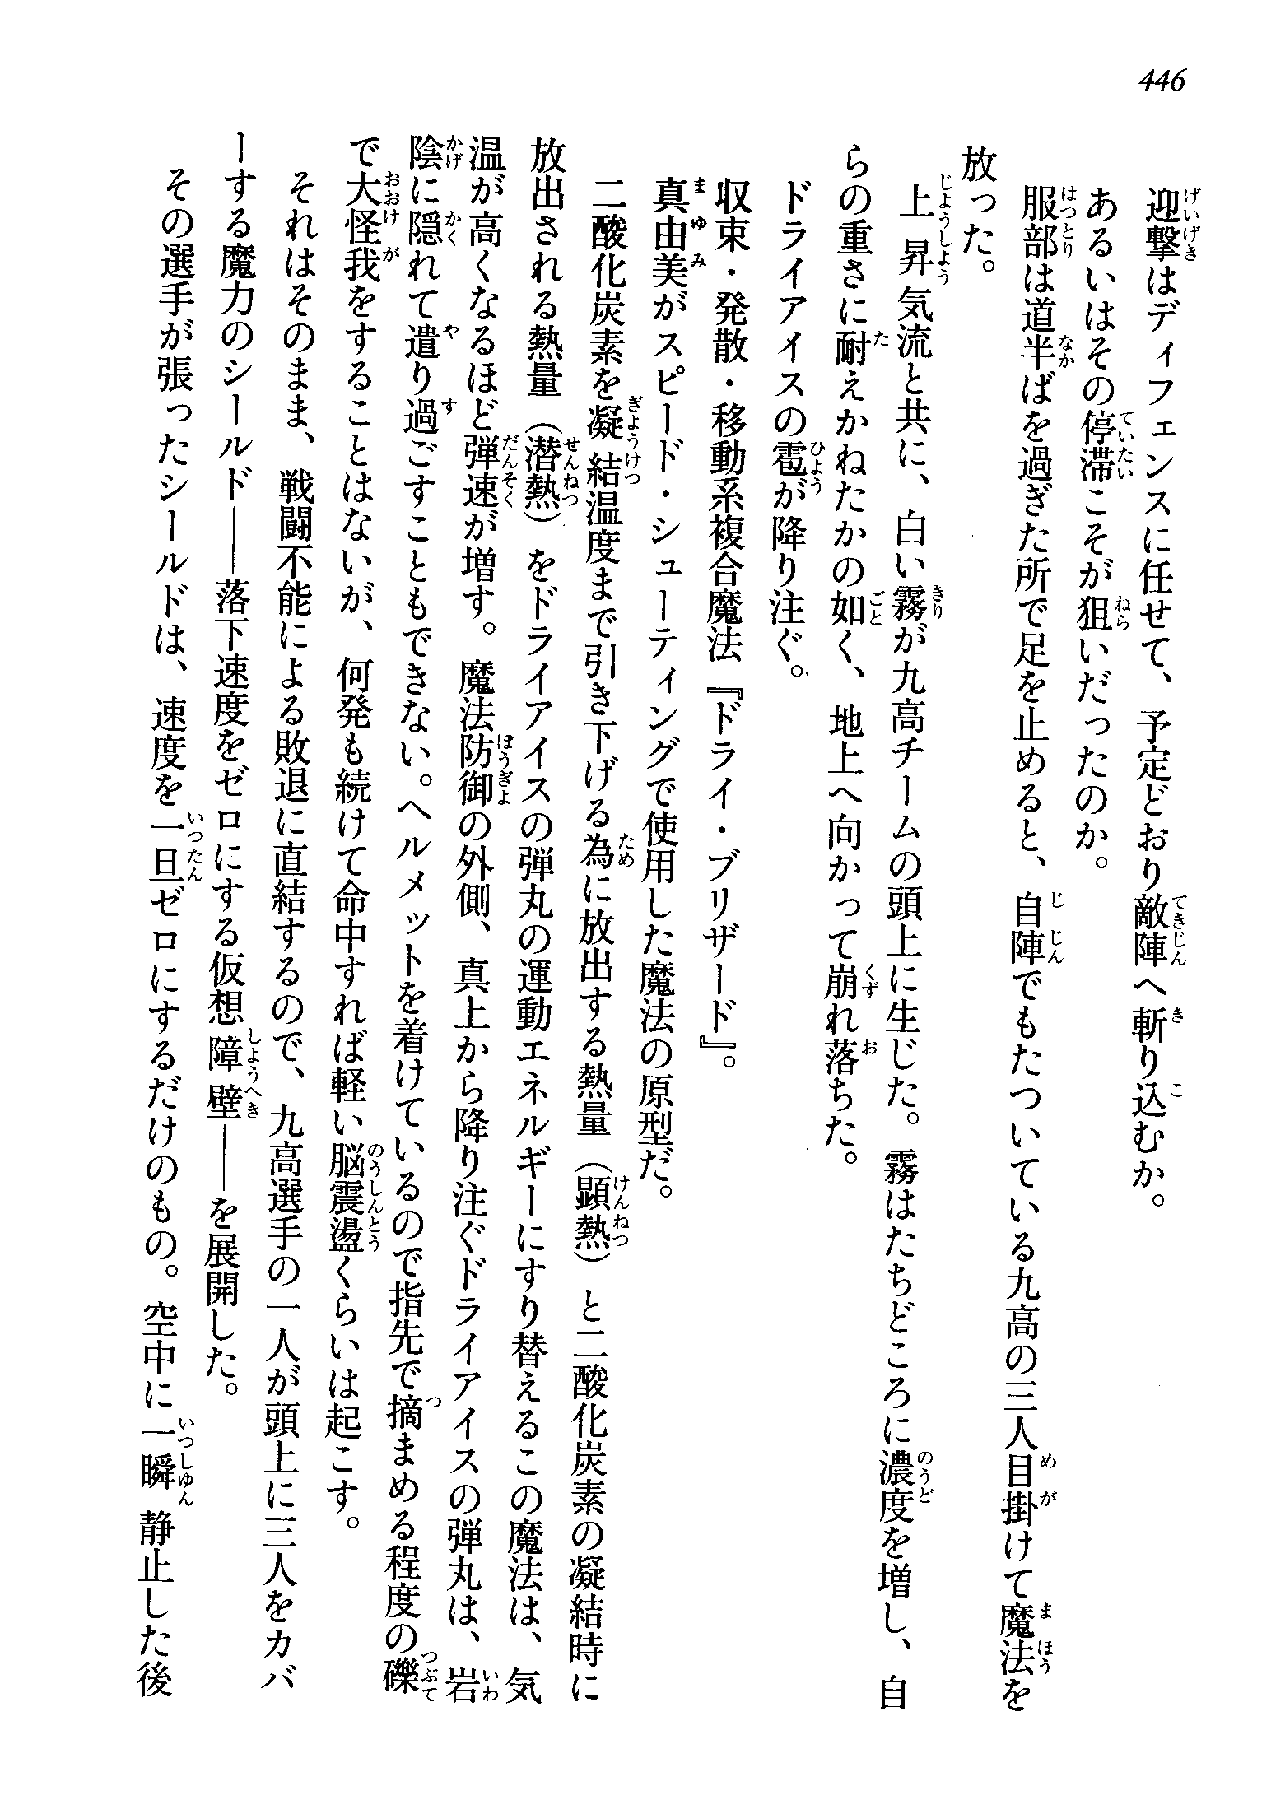 446
迎撃はディフェンスに任せて、予定どおり敵陣へ斬り込むか。
あるいはその停滞こそが狙いだったのか。
服部は道半ばを過ぎた所で足を止めると、自陣でもたついている九高の三人目掛けて魔法を
放った。
上昇気流と共に、白い霧が九高チームの頭上に生じた。霧はたちどころに濃度を増し、自
らの重さに耐えかねたかの如く、地上へ向かって崩れ落ちた。
ドライアイスの雹が降り注ぐ。
収束・発散・移動系複合魔法『ドライ・ブリザード』。
真由美がスピード・シューティングで使用した魔法の原型だ。
二酸化炭素を凝結温度まで引き下げる為に放出する熱量（顕熱）と二酸化炭素の凝結時に
放出される熱量（潜熱）をドライアイスの弾丸の運動エネルギーにすり替えるこの魔法は、気
温が高くなるほど弾速が増す。魔法防御の外側、真上から降り注ぐドライアイスの弾丸は、岩
陰に隠れて遣り過ごすこともできない。ヘルメットを着けているので指先で摘まめる程度の礫
で大怪我をすることはないが、何発も続けて命中すれば軽い脳震盪くらいは起こす。
それはそのまま、戦闘不能による敗退に直結するので、九高選手の一人が頭上に三人をカバ
ーする魔力のシールド――落下速度をゼロにする仮想障壁――を展開した。
その選手が張ったシールドは、速度を一旦ゼロにするだけのもの。空中に一瞬静止した後